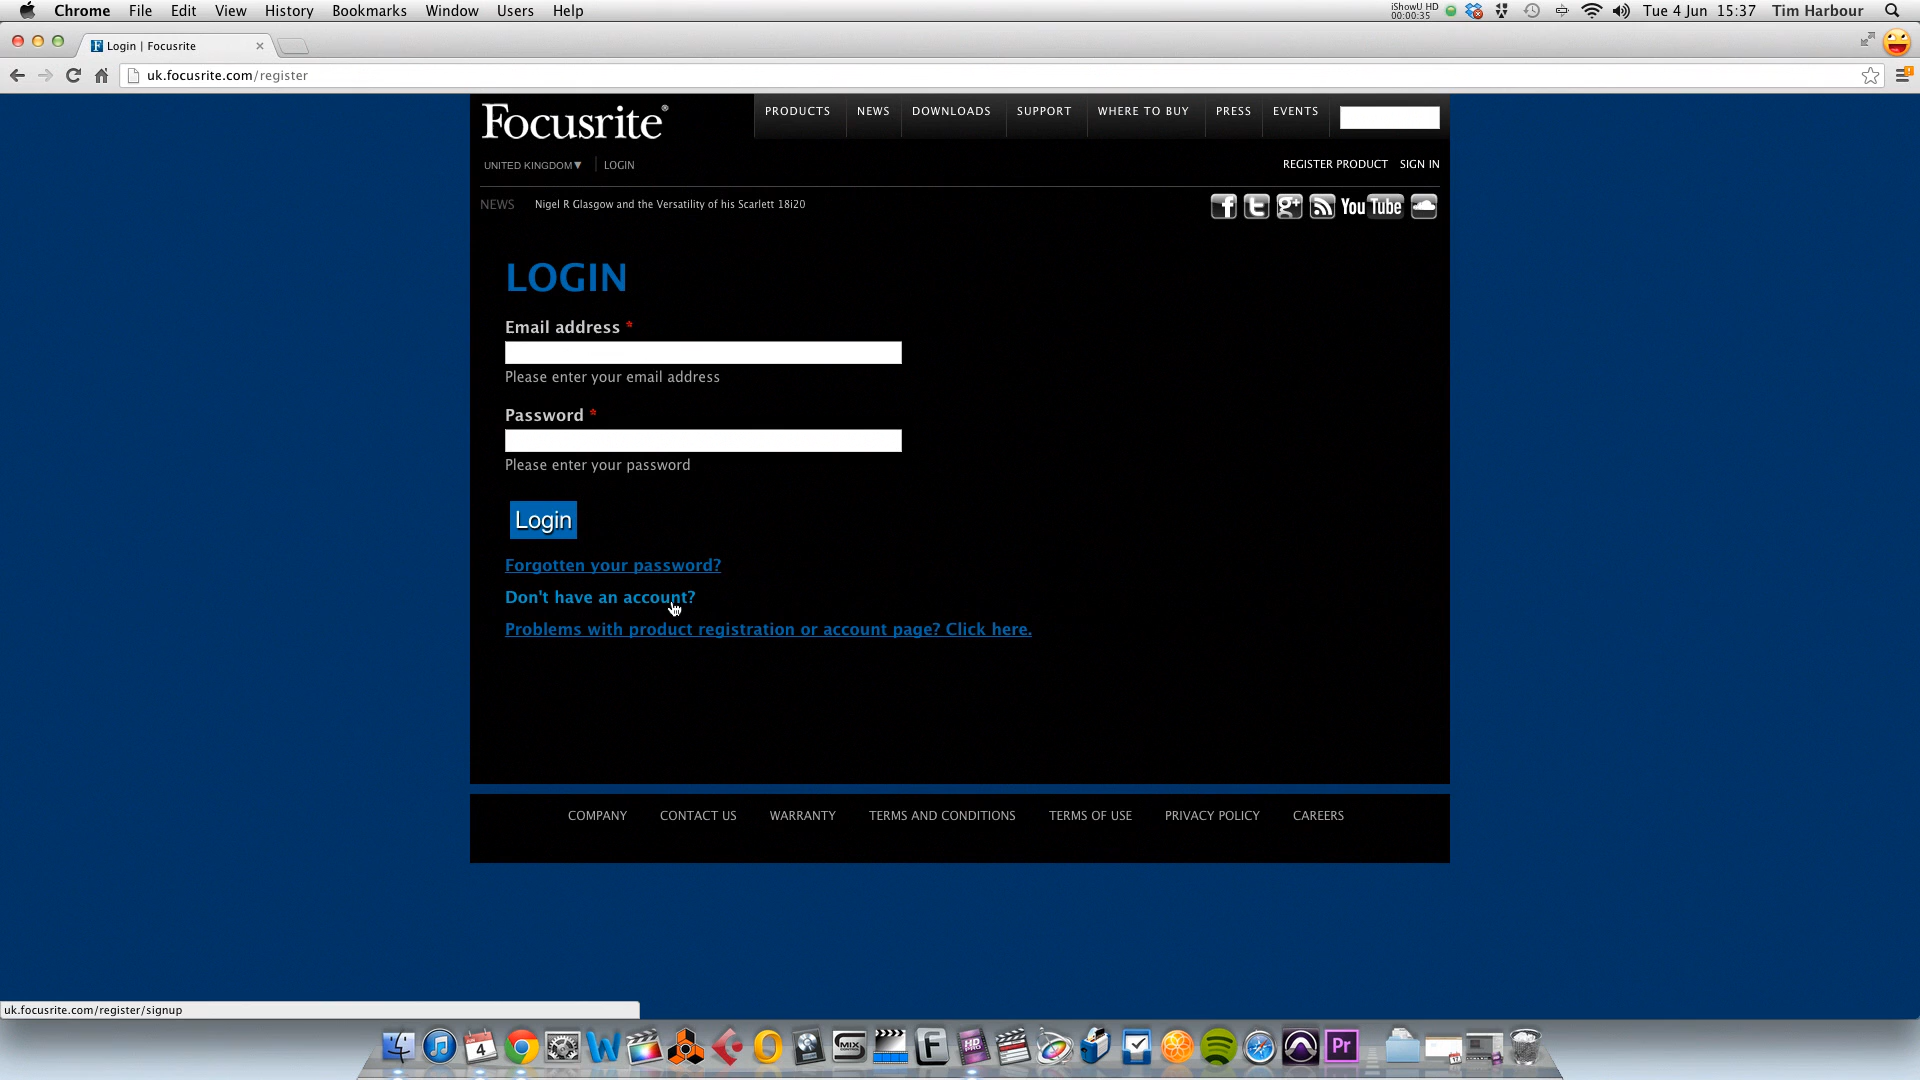 Chrome File Edit View History Bookmarks Window Users Help
iShowU HD
00:00:35
Tue 4 Jun 15:37 Tim Harbour
Login | Focusrite
uk.focusrite.com/register
Focusrite®
PRODUCTS NEWS DOWNLOADS SUPPORT WHERE TO BUY PRESS EVENTS
UNITED KINGDOM▼ LOGIN
REGISTER PRODUCT SIGN IN
NEWS Nigel R Glasgow and the Versatility of his Scarlett 18i20
You Tube
LOGIN
Email address *
Please enter your email address
Password *
Please enter your password
Login
Forgotten your password?
Don't have an account?
Problems with product registration or account page? Click here.
COMPANY CONTACT US WARRANTY TERMS AND CONDITIONS TERMS OF USE PRIVACY POLICY CAREERS
uk.focusrite.com/register/signup
4
W
MIX
F
HD
Pr